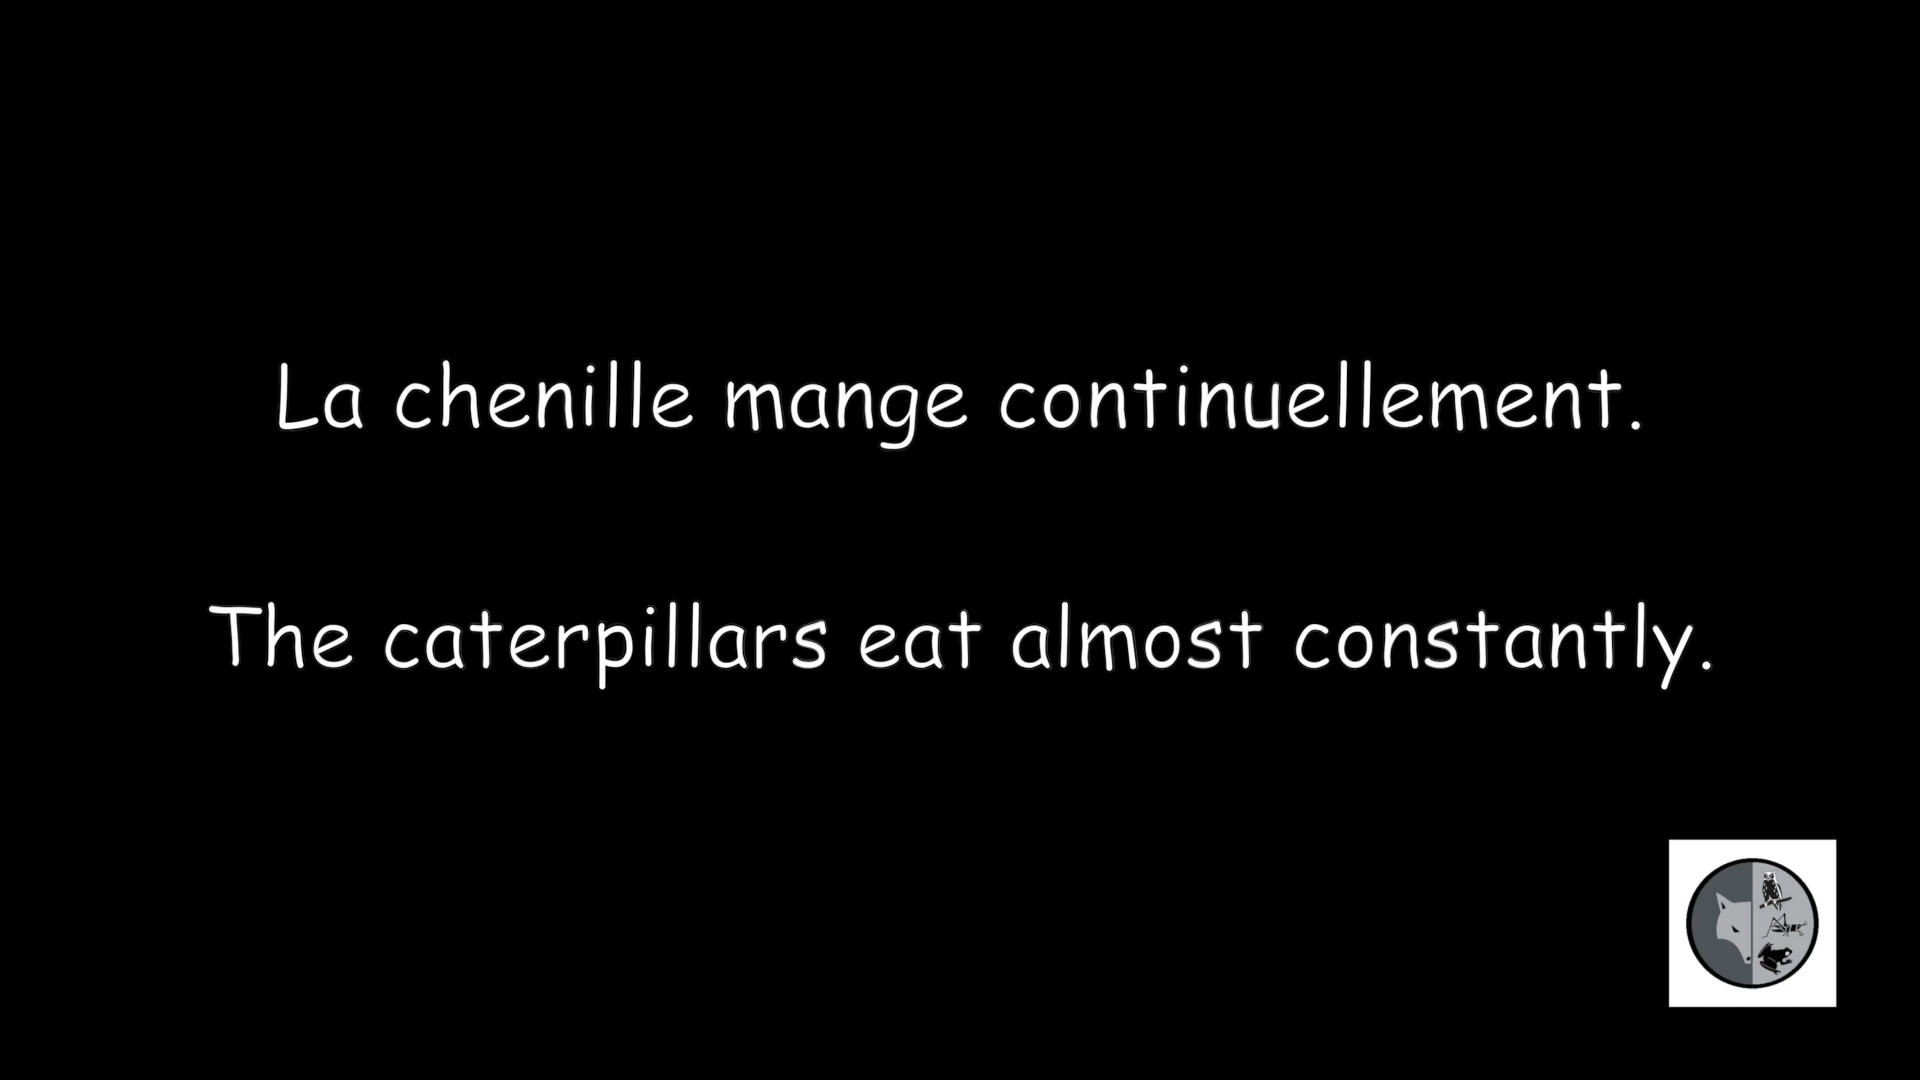 La chenille mange continuellement.
The caterpillars eat almost constantly.